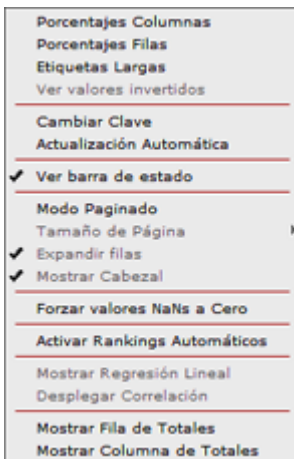 Porcentajes Columnas
Porcentajes Filas
Etiquetas Largas
Ver valores invertidos
Cambiar Clave
Actualización Automática
Ver barra de estado
Modo Paginado
Tamaño de Página
Expandir filas
Mostrar Cabezal
Forzar valores NaNs a Cero
Activar Rankings Automáticos
Mostrar Regresión Lineal
Desplegar Correlación
Mostrar Fila de Totales
Mostrar Columna de Totales